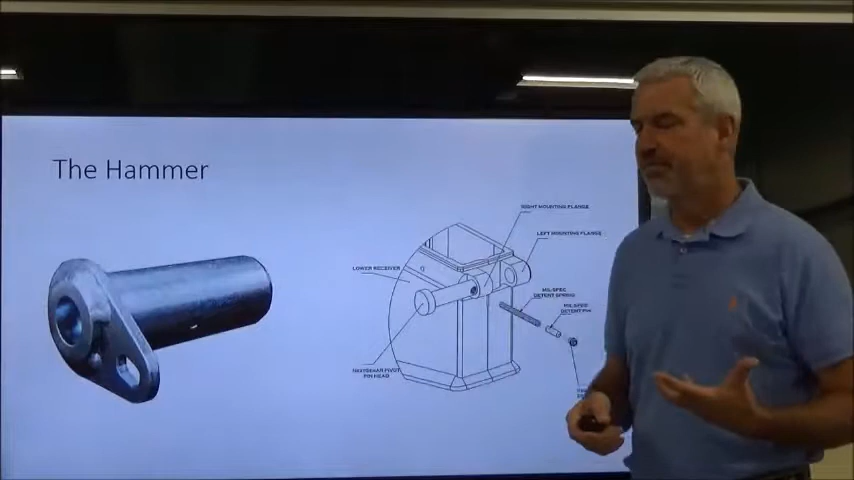 The Hammer
RIGHT MOUNTING FLANGE
LEFT MOUNTING FLANGE
LOWER RECEIVER
MIL-SPEC
DETENT SPRING
MIL-SPEC
DETENT PIN
PIN HEAD